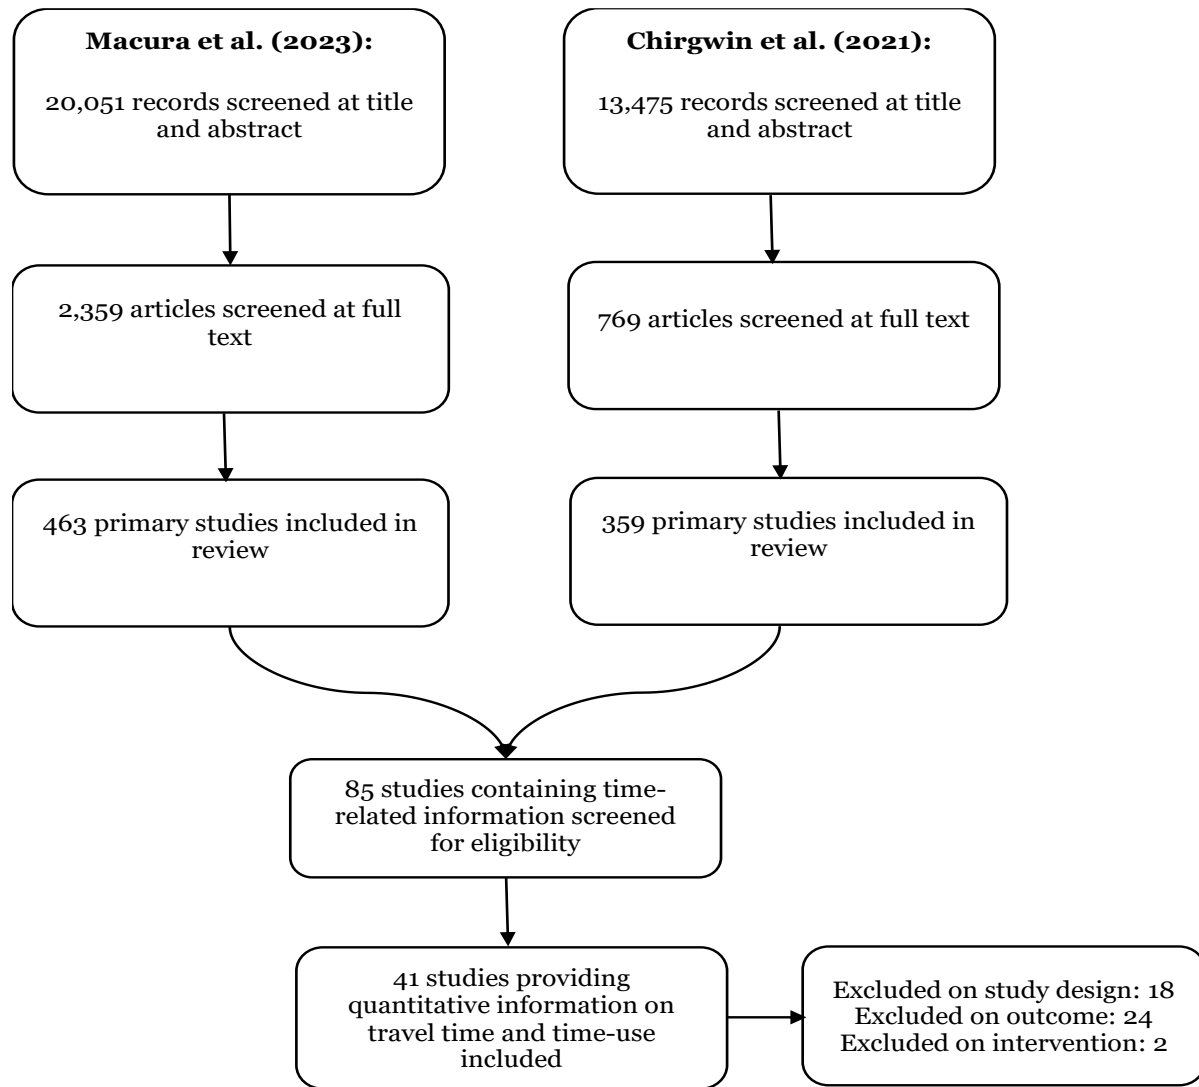 Macura et al. (2023):
20,051 records screened at title
and abstract
Chirgwin et al. (2021):
13,475 records screened at title
and abstract
2,359 articles screened at full
text
769 articles screened at full text
463 primary studies included in
review
359 primary studies included in
review
85 studies containing time-
related information screened
for eligibility
41 studies providing
quantitative information on
travel time and time-use
included
Excluded on study design: 18
Excluded on outcome: 24
Excluded on intervention: 2